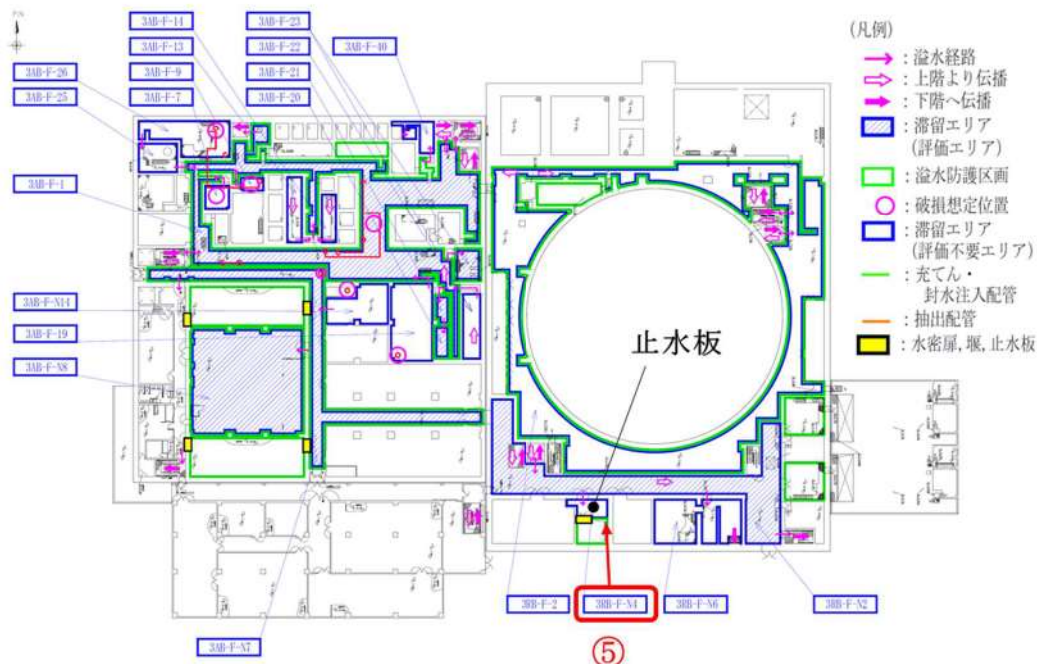 3AB-F-14
3AB-F-13
3AB-F-9
3AB-F-7
3AB-F-23
3AB-F-22
3AB-F-21
3AB-F-20
3AB-F-40
3AB-F-26
3AB-F-25
3AB-F-1
3AB-F-N14
3AB-F-19
3AB-F-N8
3AB-F-N7
止水板
3RB-F-2
3RB-F-N4
3RB-F-N6
3RB-F-N2
⑤
(凡例)
:溢水経路
:上階より伝播
:下階へ伝播
:滞留エリア
(評価エリア)
:溢水防護区画
:破損想定位置
:滞留エリア
(評価不要エリア)
:充てん・
封水注入配管
:抽出配管
:水密扉,堰,止水板